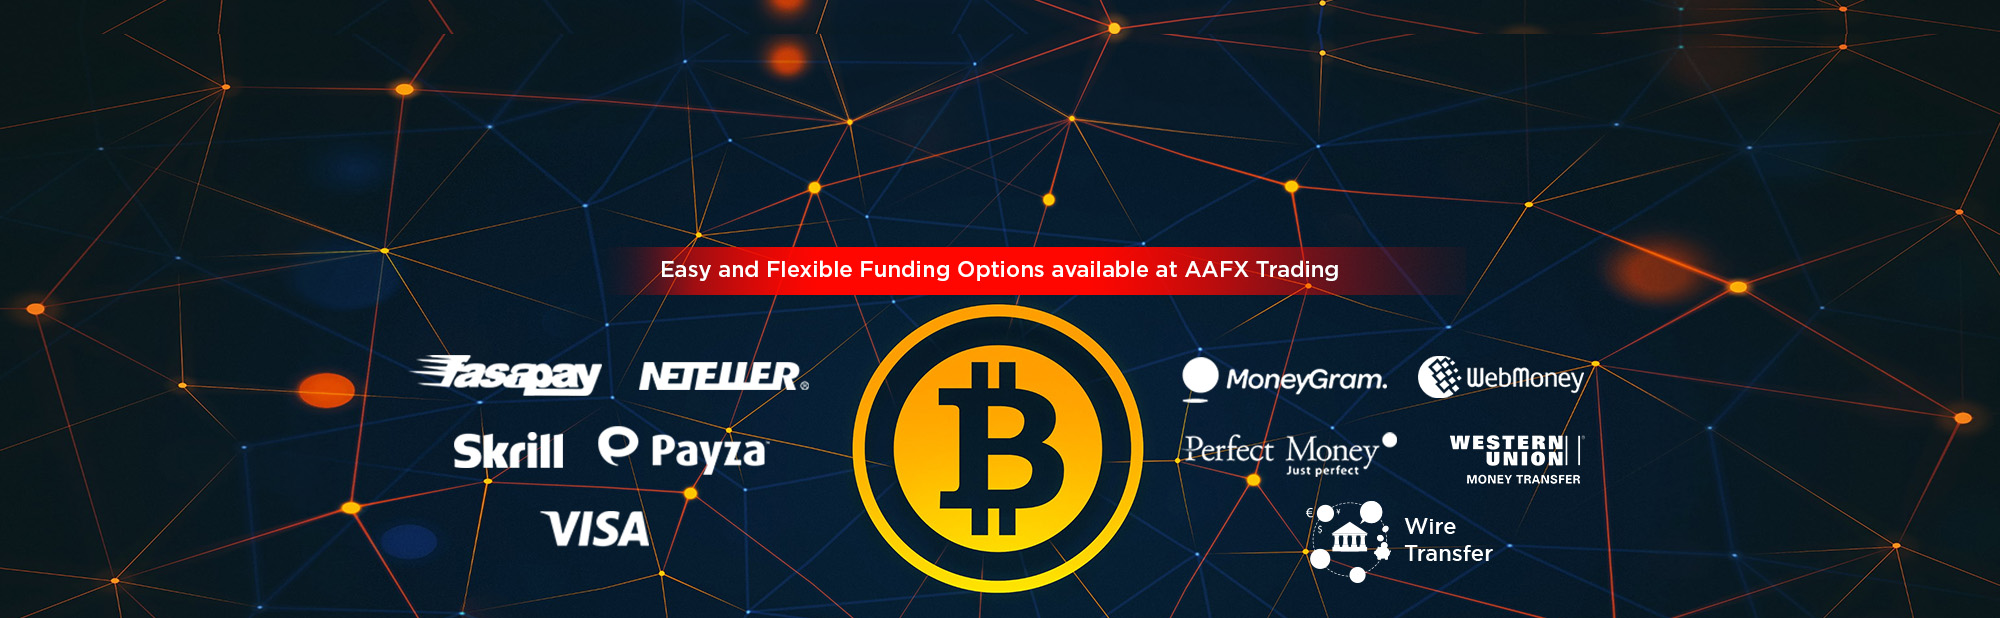 Easy and Flexible Funding Options available at AAFX Trading
fasapay
NETELLER®
MoneyGram.
WebMoney
Skrill
Payza™
Perfect Money
Just perfect
WESTERN
UNION®
MONEY TRANSFER
VISA
€ ¥
$
Wire
Transfer